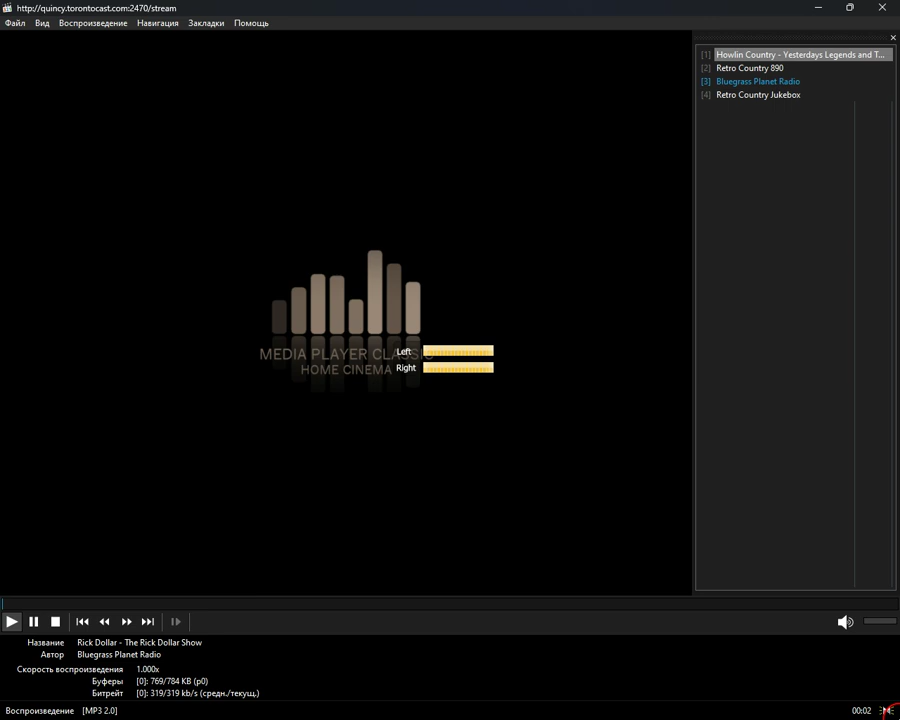 http://quincy.torontocast.com:2470/stream
Файл Вид Воспроизведение Навигация Закладки Помощь
[1] Howlin Country - Yesterdays Legends and T...
[2] Retro Country 890
[3] Bluegrass Planet Radio
[4] Retro Country Jukebox
MEDIA PLAYER CLASSIC
HOME CINEMA
Left
Right
Название Rick Dollar - The Rick Dollar Show
Автор Bluegrass Planet Radio
Скорость воспроизведения 1.000x
Буферы [0]: 769/784 KB (p0)
Битрейт [0]: 319/319 kb/s (средн./текущ.)
Воспроизведение [MP3 2.0] 00:02